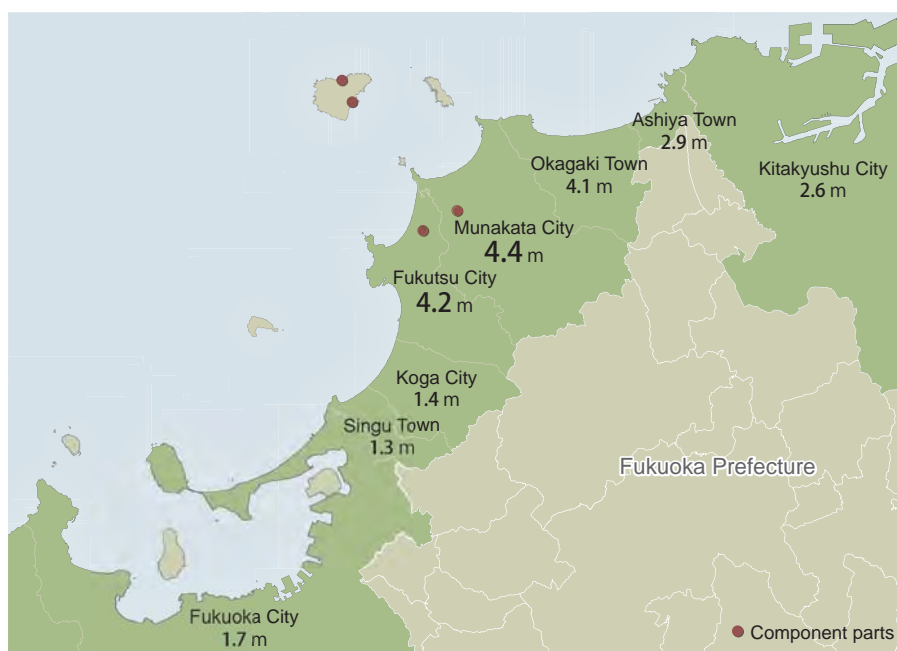 Ashiya Town
2.9 m
Okagaki Town
4.1 m
Kitakyushu City
2.6 m
Munakata City
4.4 m
Fukutsu City
4.2 m
Koga City
1.4 m
Singu Town
1.3 m
Fukuoka Prefecture
Fukuoka City
1.7 m
Component parts